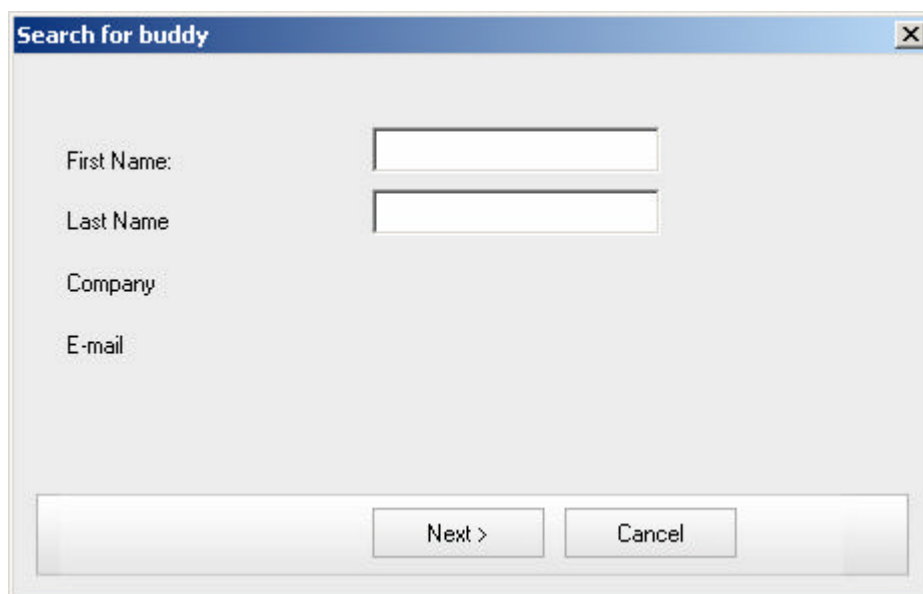 Search for buddy
First Name:
Last Name
Company
E-mail
Next >
Cancel